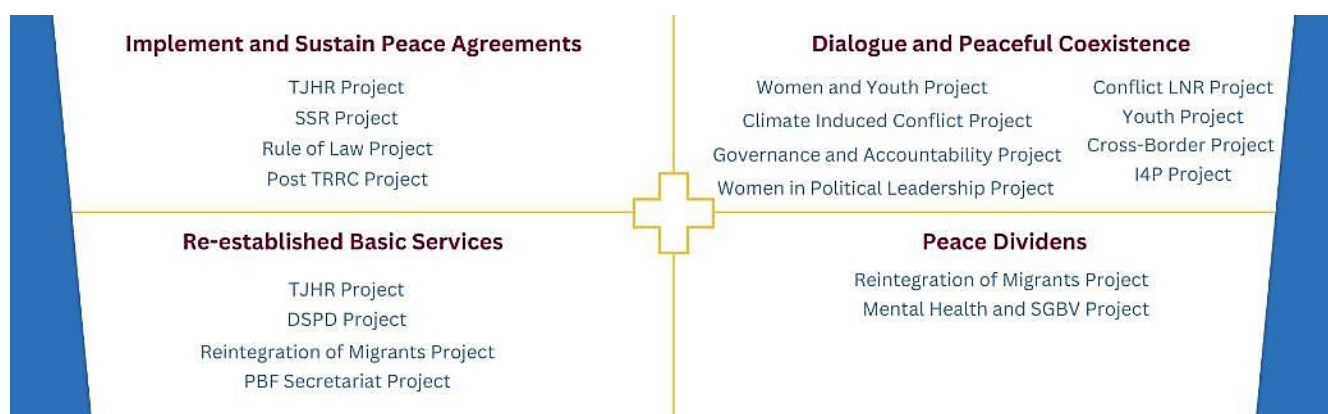 Implement and Sustain Peace Agreements
TJHR Project
SSR Project
Rule of Law Project
Post TRRC Project
Dialogue and Peaceful Coexistence
Women and Youth Project
Climate Induced Conflict Project
Governance and Accountability Project
Women in Political Leadership Project
Conflict LNR Project
Youth Project
Cross-Border Project
I4P Project
Re-established Basic Services
TJHR Project
DSPD Project
Reintegration of Migrants Project
PBF Secretariat Project
Peace Dividens
Reintegration of Migrants Project
Mental Health and SGBV Project